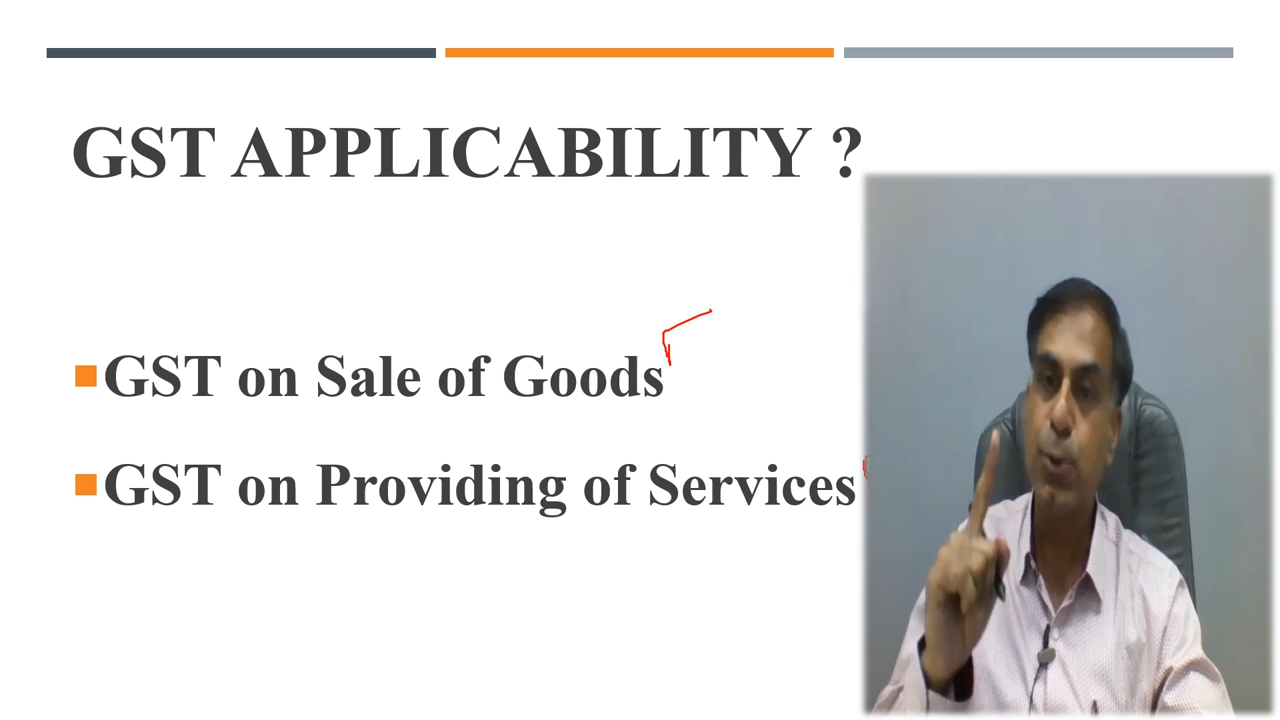 GST APPLICABILITY ?
GST on Sale of Goods
GST on Providing of Services